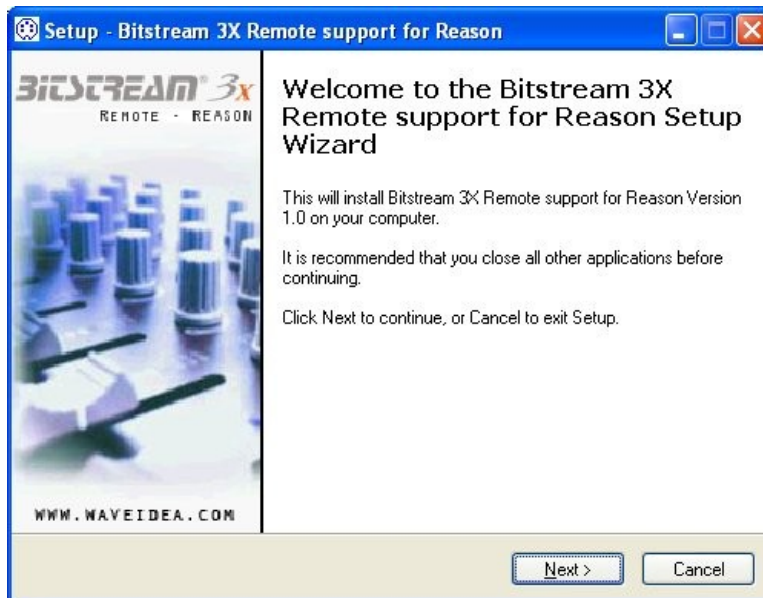 Setup - Bitstream 3X Remote support for Reason
BITSTREAM® 3X
REMOTE - REASON
Welcome to the Bitstream 3X
Remote support for Reason Setup
Wizard
This will install Bitstream 3X Remote support for Reason Version
1.0 on your computer.
It is recommended that you close all other applications before
continuing.
Click Next to continue, or Cancel to exit Setup.
WWW.WAVEIDEA.COM
Next >
Cancel